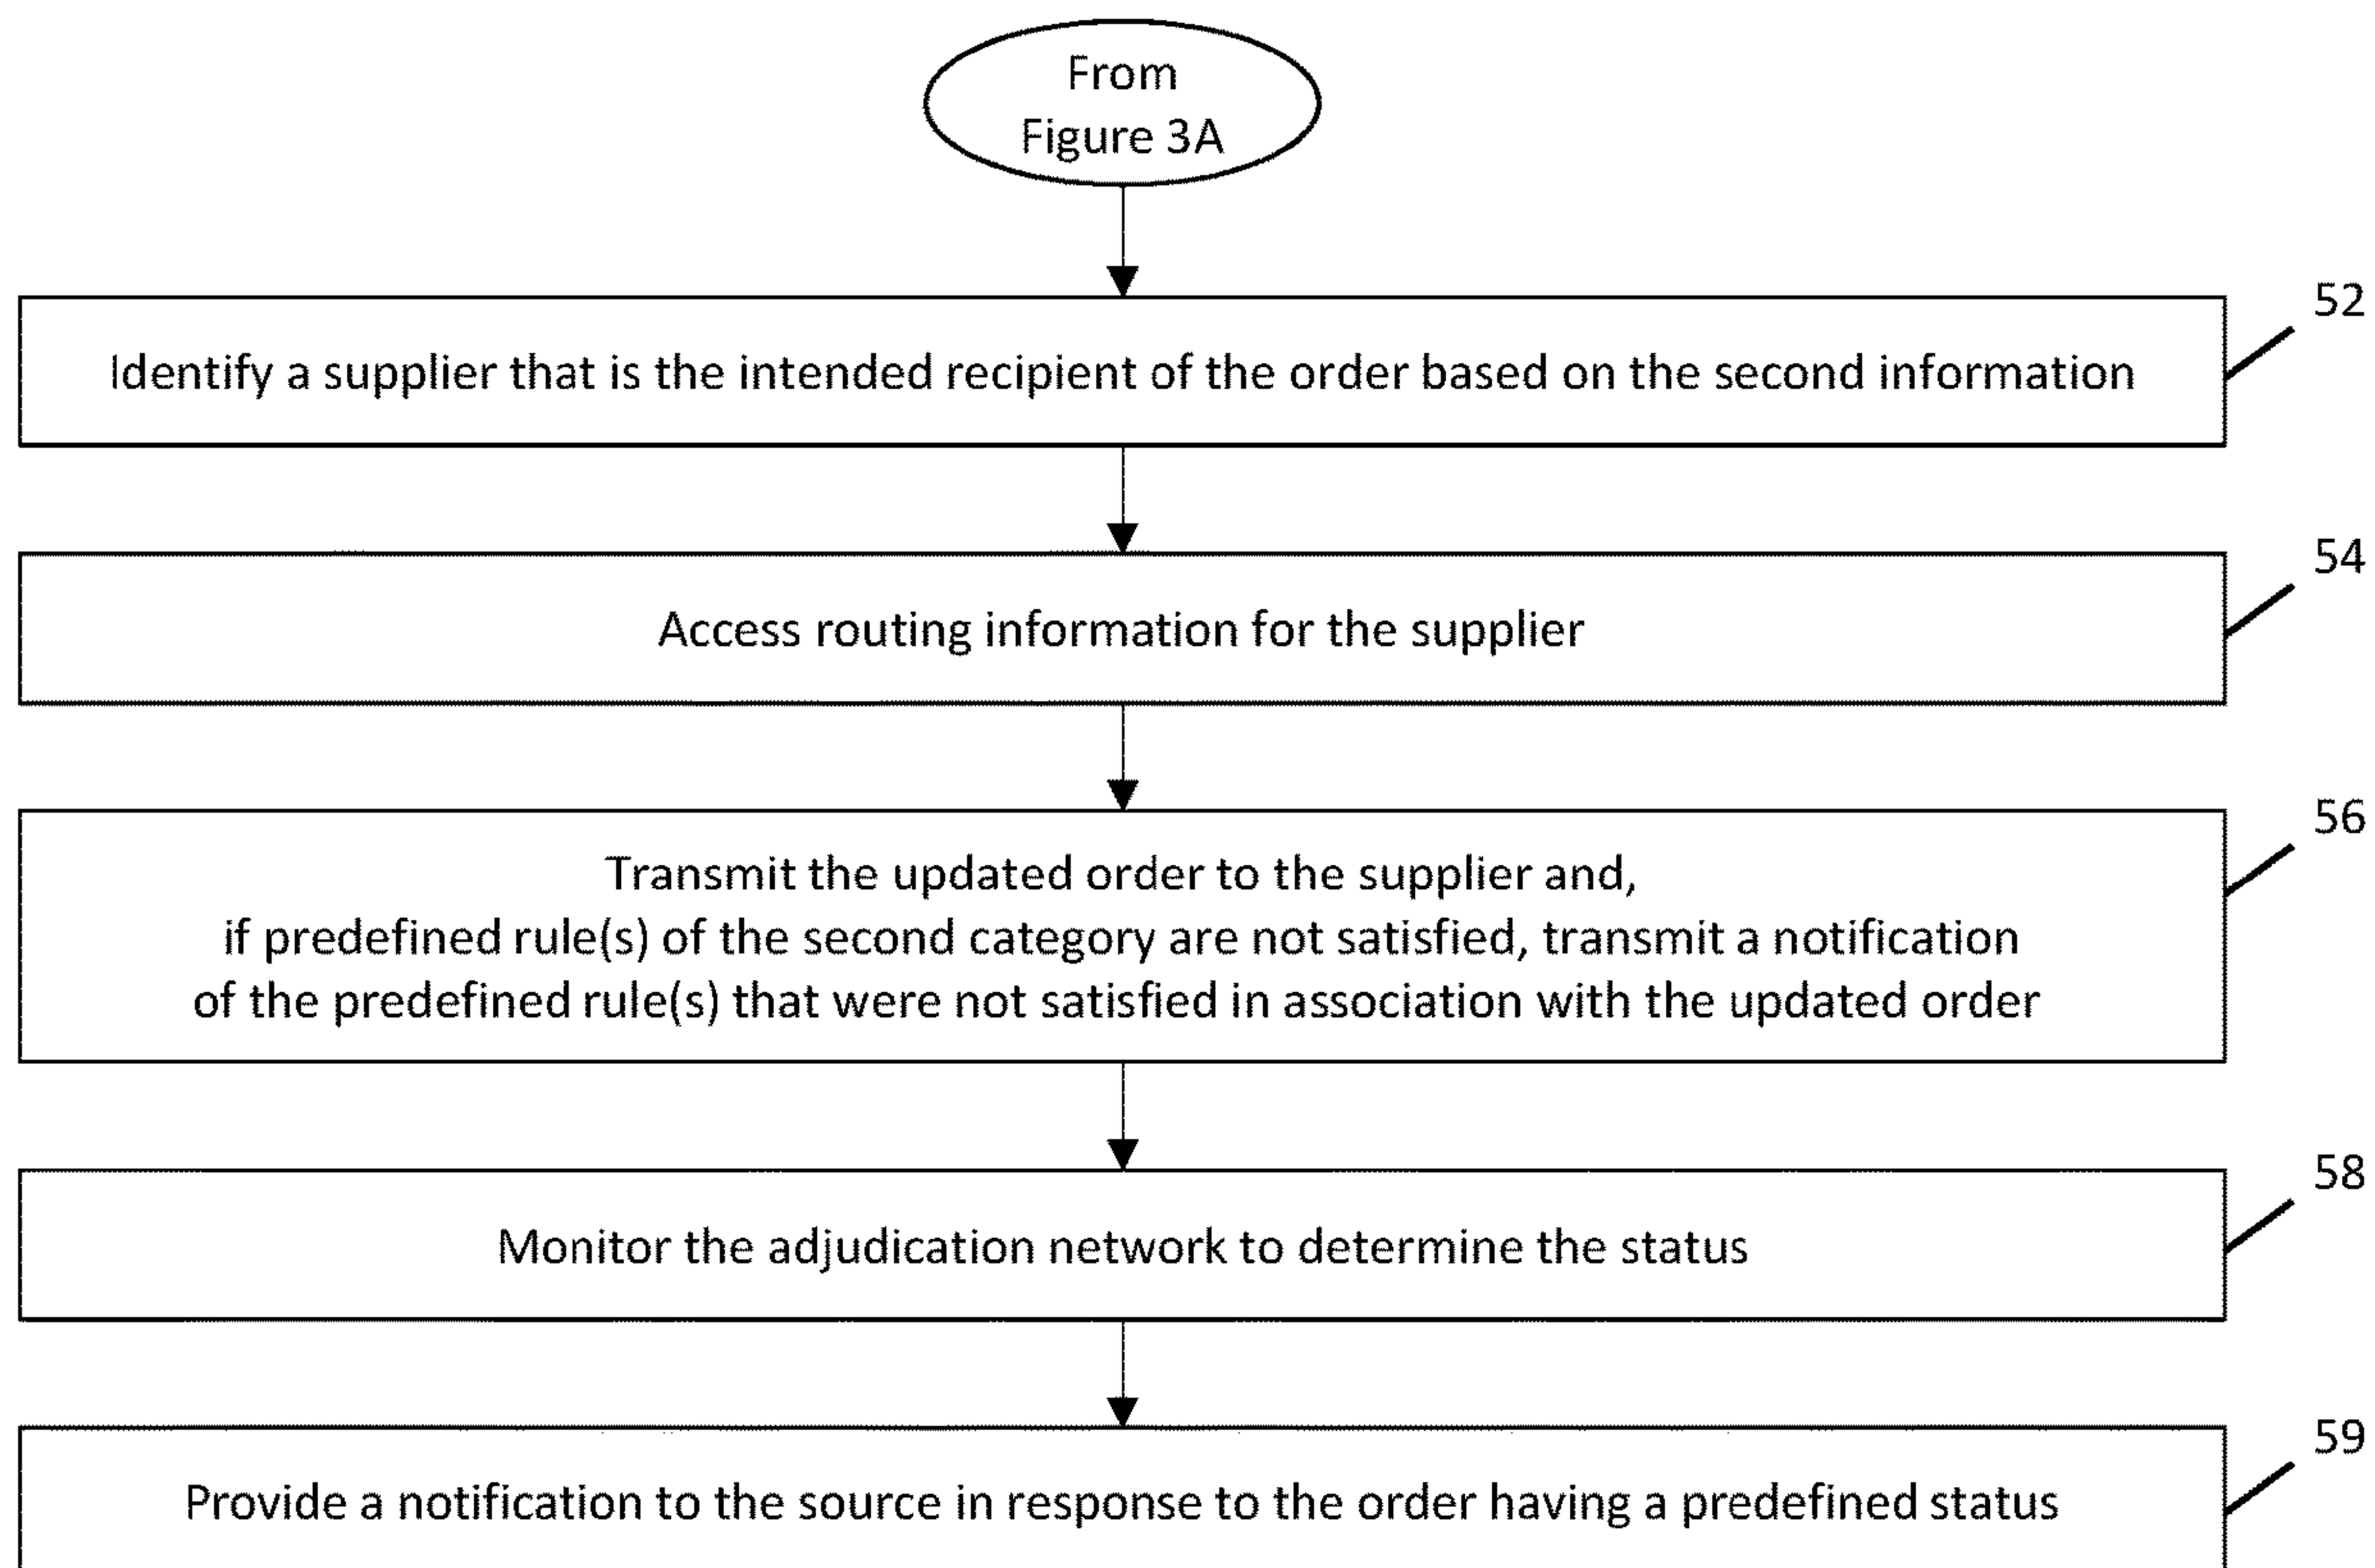 From
Figure 3A
52
Identify a supplier that is the intended recipient of the order based on the second information
54
Access routing information for the supplier
56
Transmit the updated order to the supplier and,
if predefined rule(s) of the second category are not satisfied, transmit a notification
of the predefined rule(s) that were not satisfied in association with the updated order
58
Monitor the adjudication network to determine the status
59
Provide a notification to the source in response to the order having a predefined status